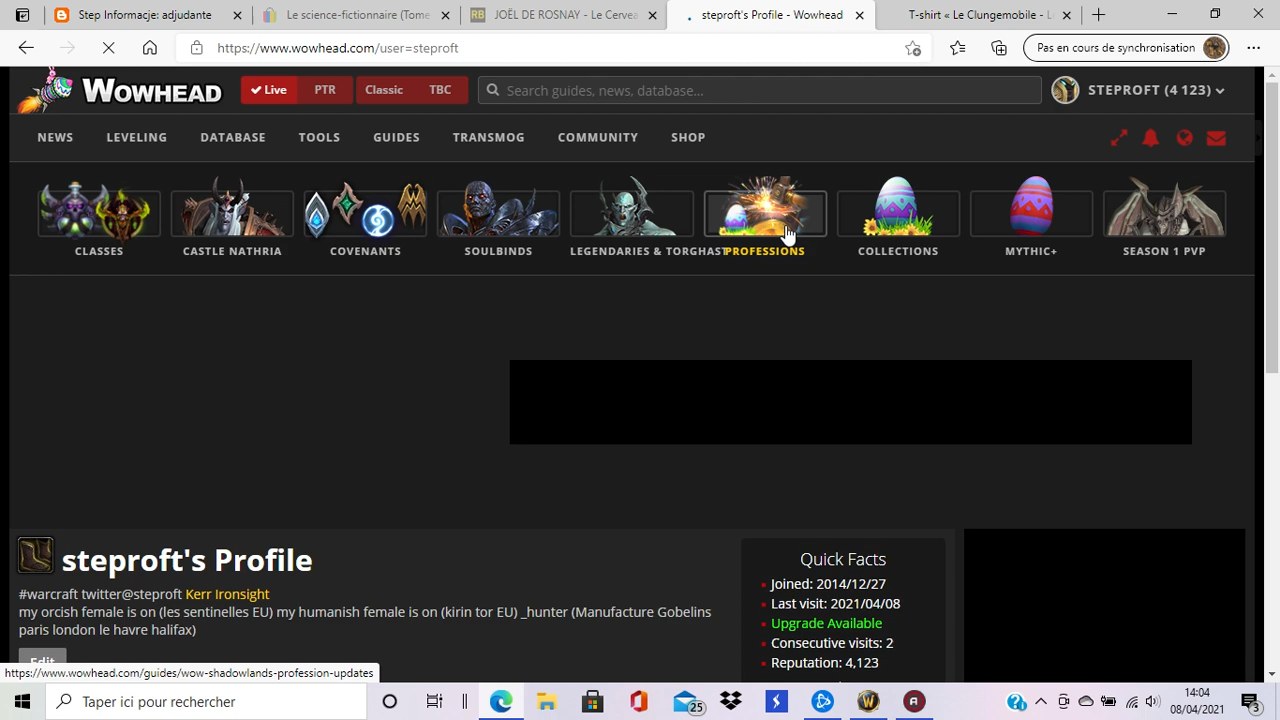 Step Informacje: adjudante
Le science-fictionnaire (Tome
JOËL DE ROSNAY - Le Cervea
steproft's Profile - Wowhead
T-shirt « Le Clungemobile - L
https://www.wowhead.com/user=steproft
Pas en cours de synchronisation
WOWHEAD
Live
PTR
Classic
TBC
Search guides, news, database...
STEPROFT (4 123)
NEWS
LEVELING
DATABASE
TOOLS
GUIDES
TRANSMOG
COMMUNITY
SHOP
CLASSES
CASTLE NATHRIA
COVENANTS
SOULBINDS
LEGENDARIES & TORGHAST
PROFESSIONS
COLLECTIONS
MYTHIC+
SEASON 1 PVP
steproft's Profile
#warcraft twitter@steproft Kerr Ironsight
my orcish female is on (les sentinelles EU) my humanish female is on (kirin tor EU) _hunter (Manufacture Gobelins
paris london le havre halifax)
Edit
Quick Facts
Joined: 2014/12/27
Last visit: 2021/04/08
Upgrade Available
Consecutive visits: 2
Reputation: 4,123
https://www.wowhead.com/guides/wow-shadowlands-profession-updates
Taper ici pour rechercher
25
14:04
08/04/2021
3